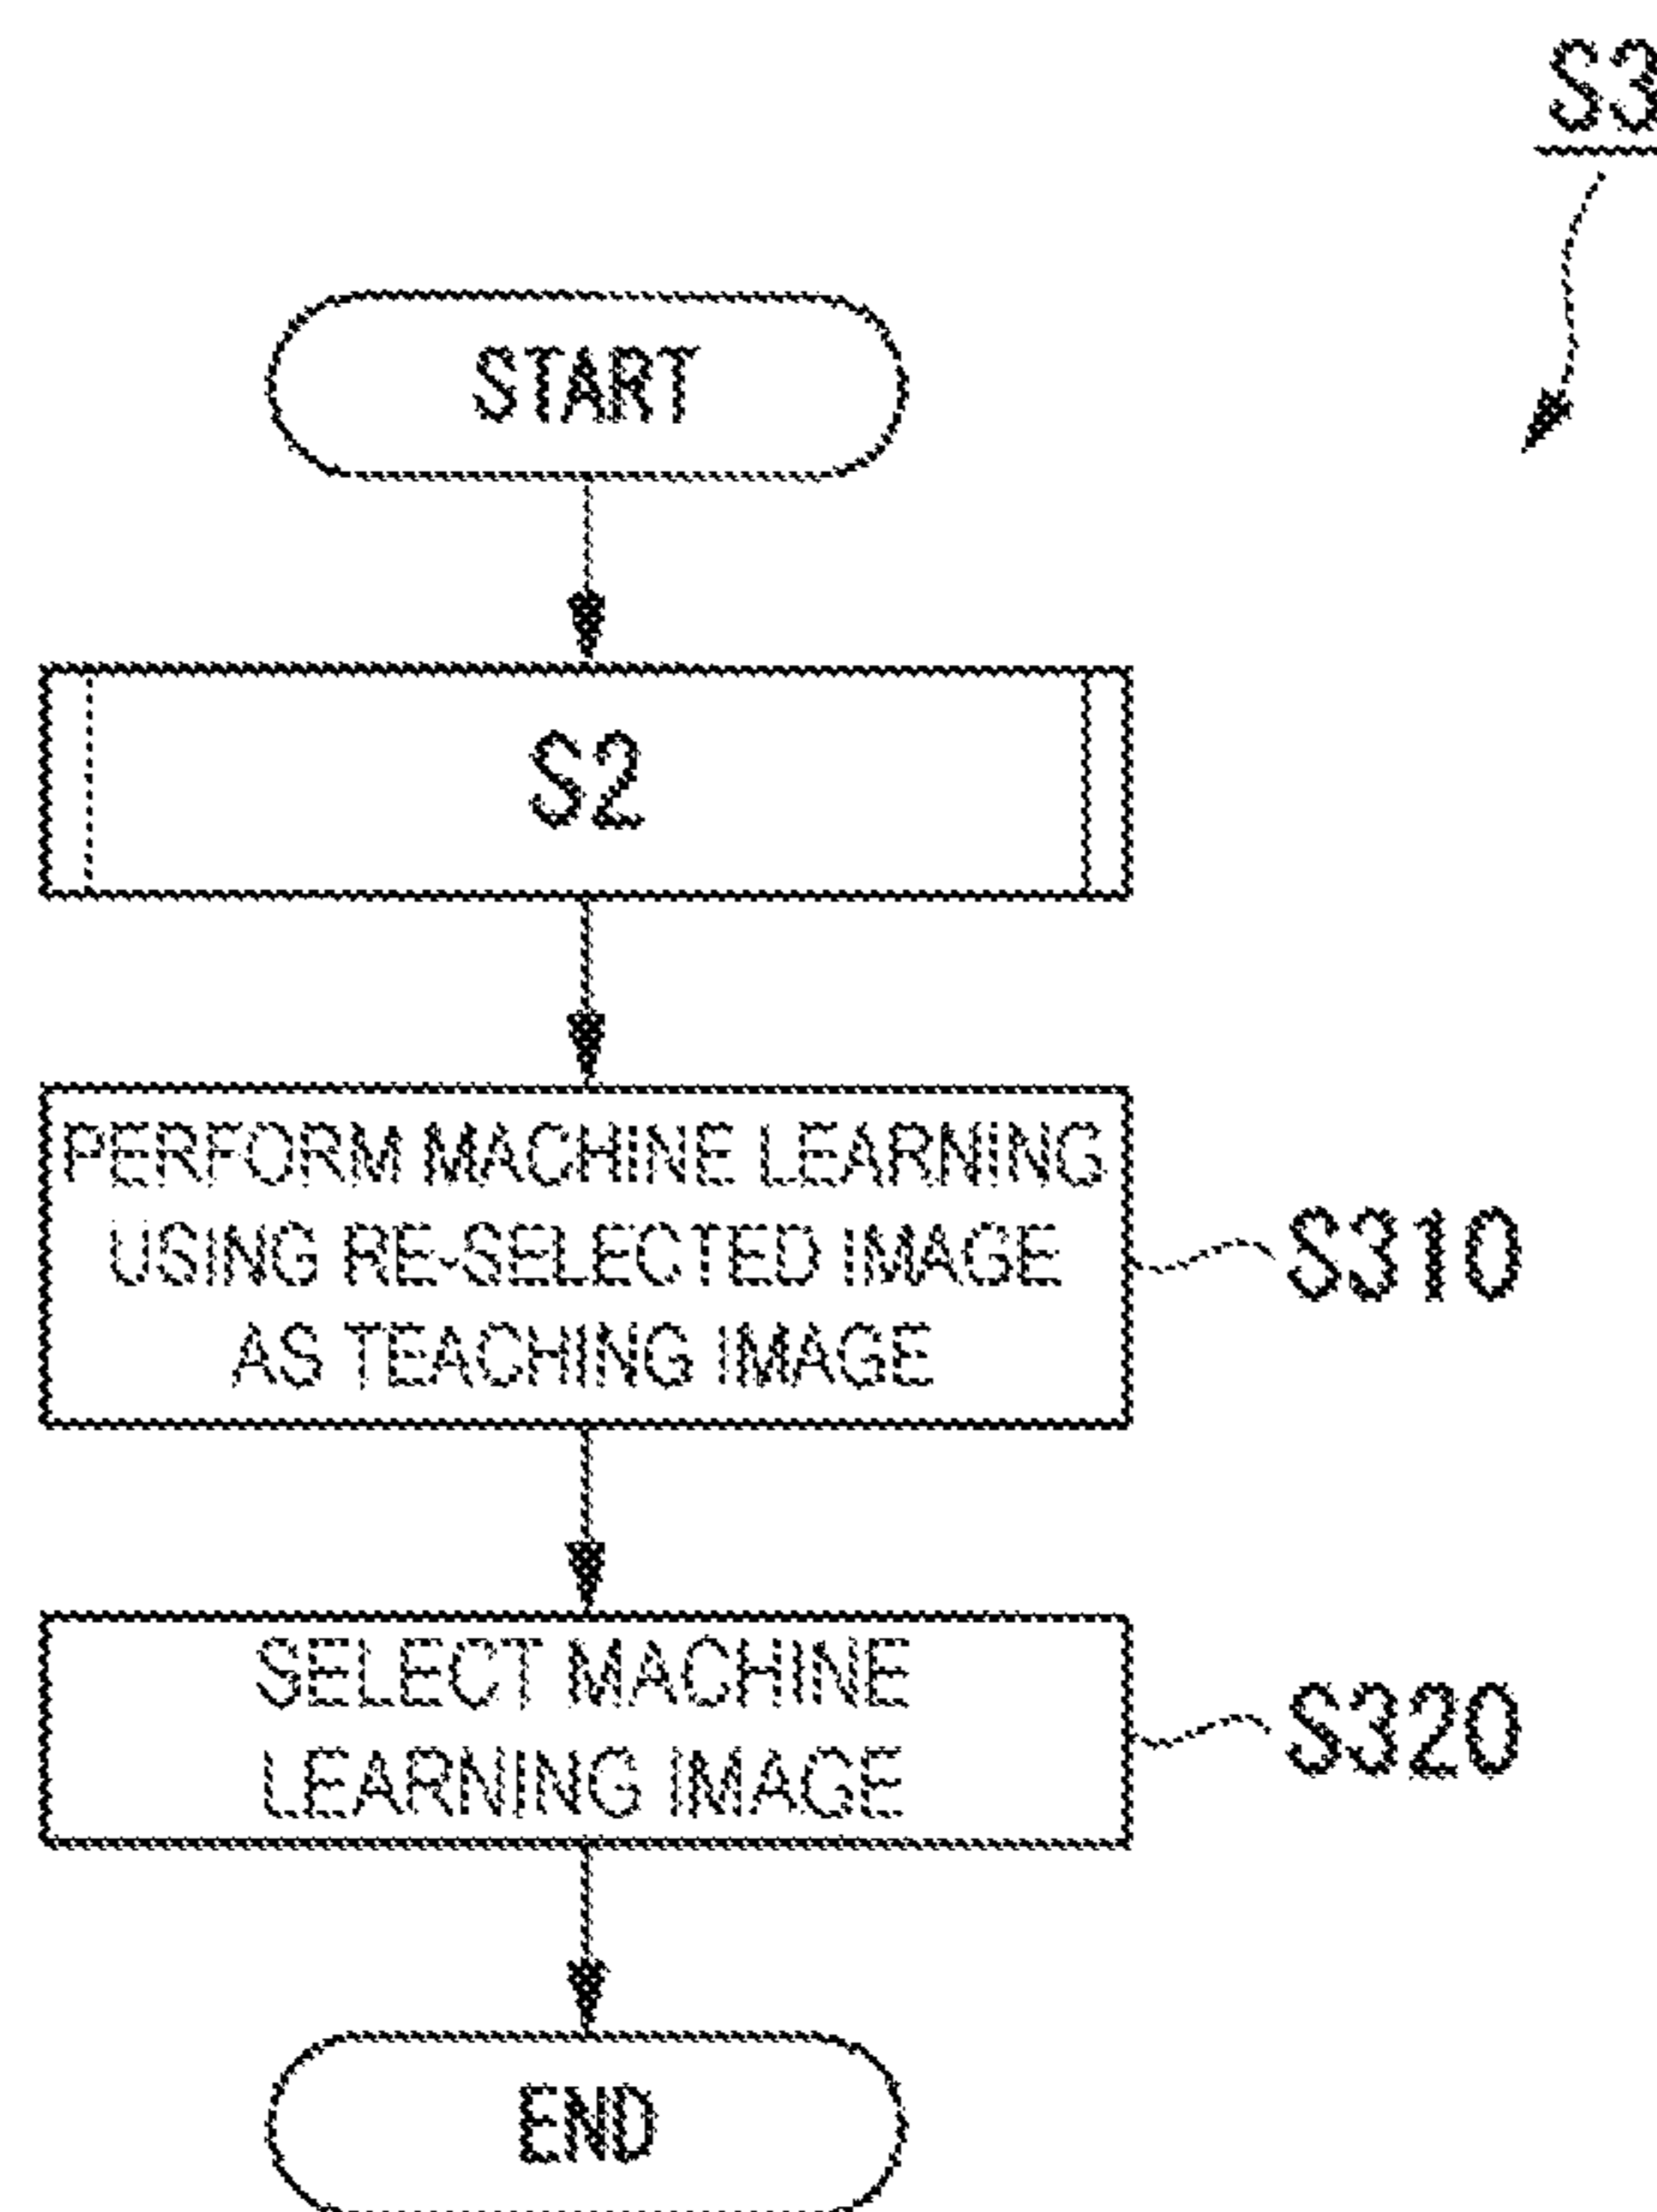 S3
START
S2
PERFORM MACHINE LEARNING
USING RE-SELECTED IMAGE
AS TEACHING IMAGE
S310
SELECT MACHINE
LEARNING IMAGE
S320
END